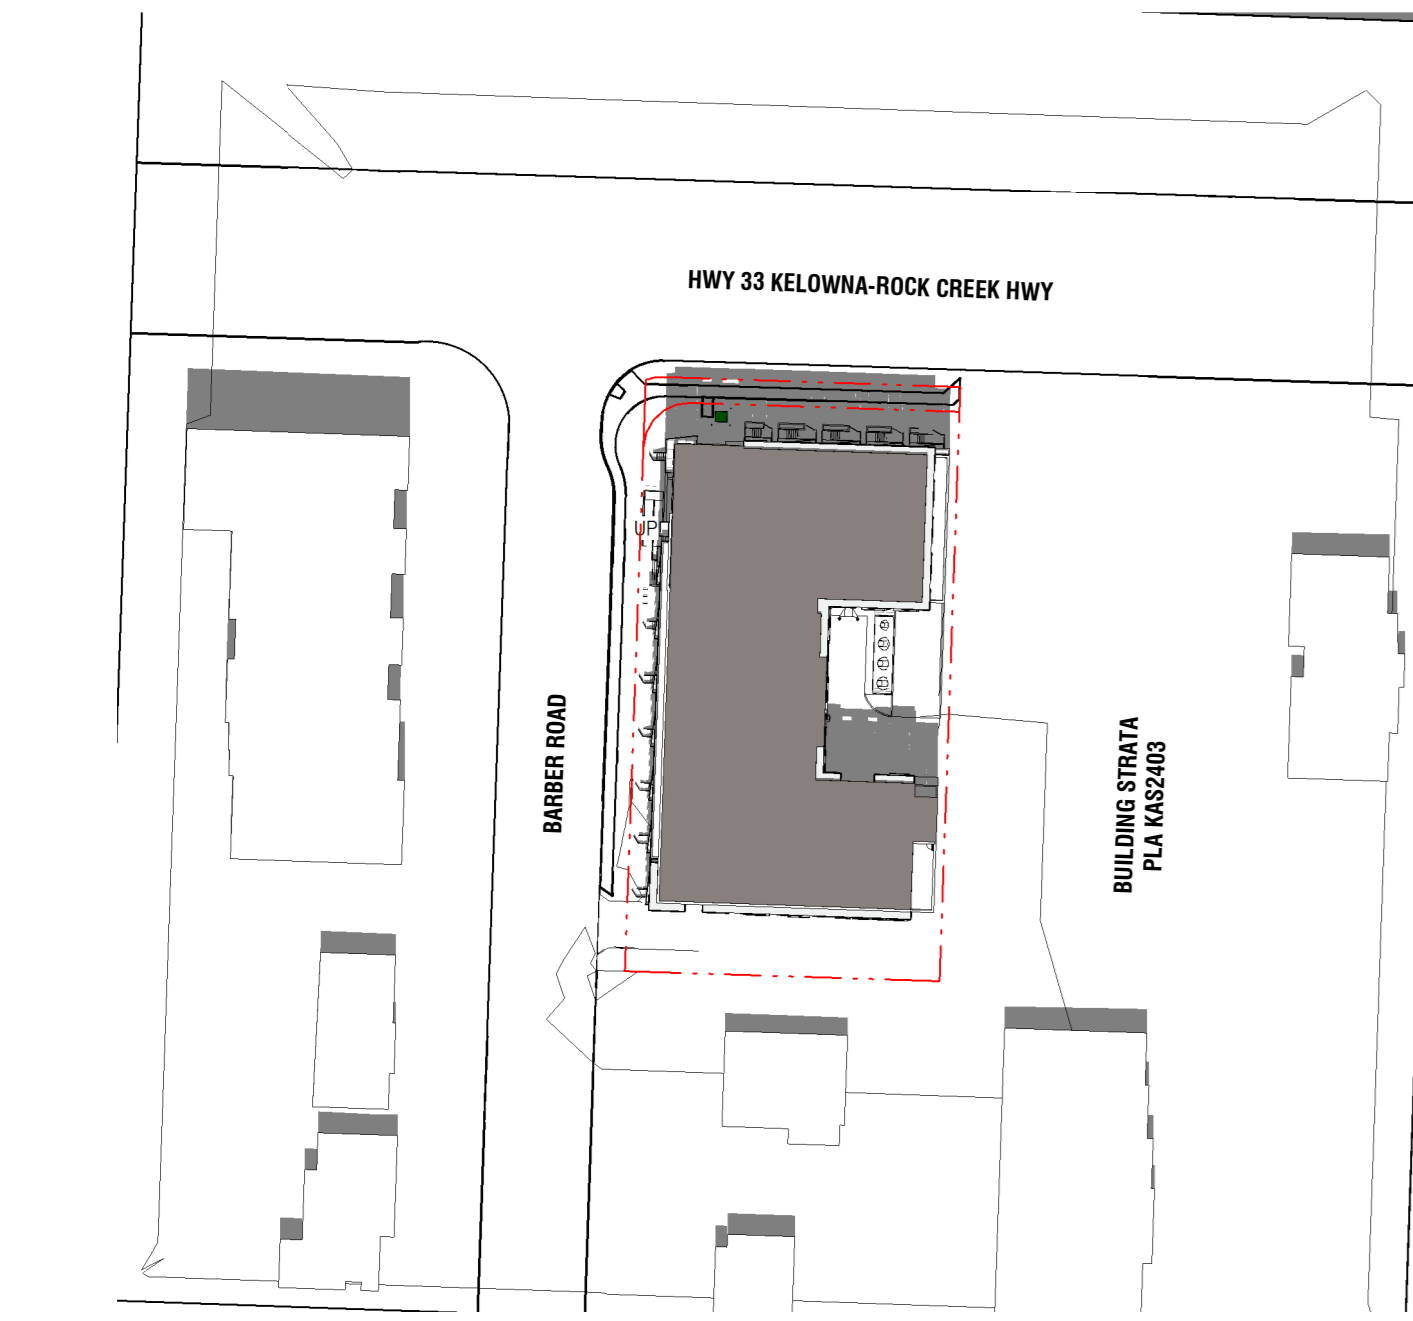 HWY 33 KELOWNA-ROCK CREEK HWY
UP
BARBER ROAD
BUILDING STRATA
PLA KAS2403